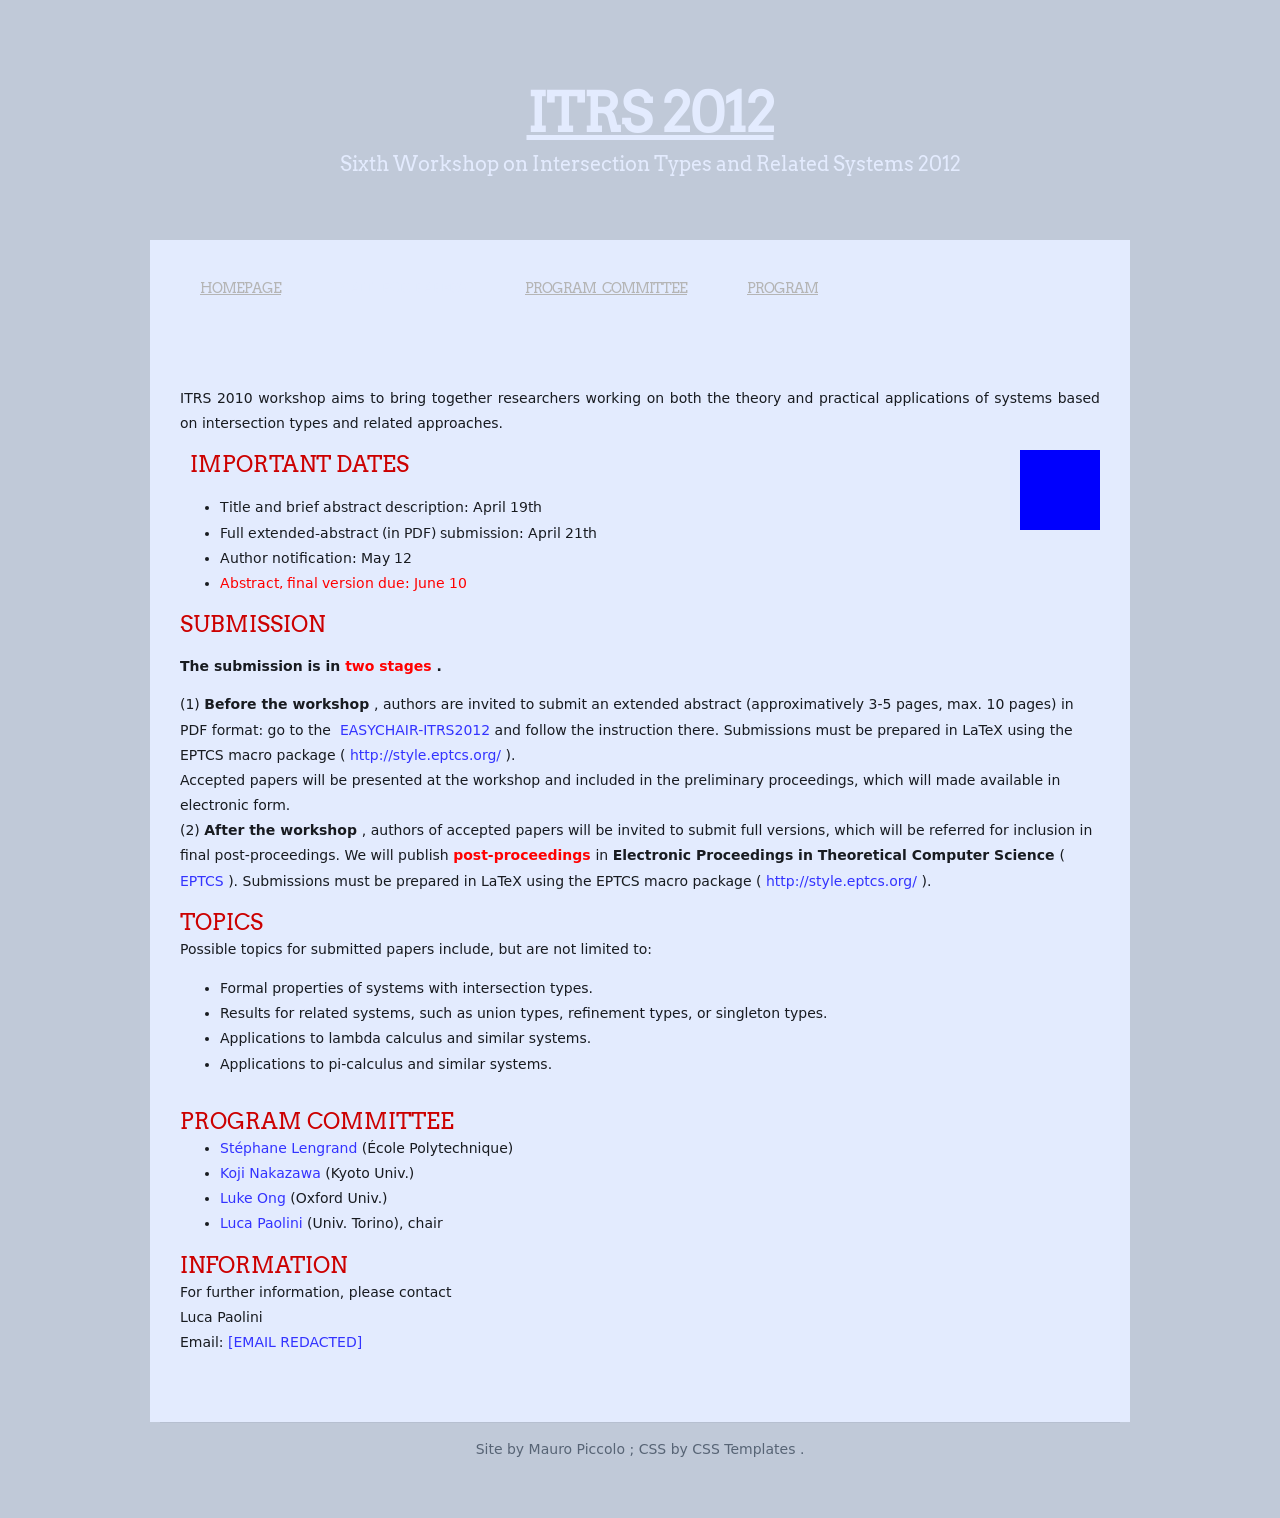 ITRS 2012
Sixth Workshop on Intersection Types and Related Systems 2012
HOMEPAGE PROGRAM COMMITTEE PROGRAM
ITRS 2010 workshop aims to bring together researchers working on both the theory and practical applications of systems based
on intersection types and related approaches.
IMPORTANT DATES
• Title and brief abstract description: April 19th
• Full extended-abstract (in PDF) submission: April 21th
• Author notification: May 12
• Abstract, final version due: June 10
SUBMISSION
The submission is in two stages .
(1) Before the workshop , authors are invited to submit an extended abstract (approximately 3-5 pages, max. 10 pages) in
PDF format: go to the EASYCHAIR-ITRS2012 and follow the instruction there. Submissions must be prepared in LaTeX using the
EPTCS macro package ( http://style.eptcs.org/ ).
Accepted papers will be presented at the workshop and included in the preliminary proceedings, which will made available in
electronic form.
(2) After the workshop , authors of accepted papers will be invited to submit full versions, which will be referred for inclusion in
final post-proceedings. We will publish post-proceedings in Electronic Proceedings in Theoretical Computer Science (
EPTCS ). Submissions must be prepared in LaTeX using the EPTCS macro package ( http://style.eptcs.org/ ).
TOPICS
Possible topics for submitted papers include, but are not limited to:
• Formal properties of systems with intersection types.
• Results for related systems, such as union types, refinement types, or singleton types.
• Applications to lambda calculus and similar systems.
• Applications to pi-calculus and similar systems.
PROGRAM COMMITTEE
• Stéphane Lengrand (École Polytechnique)
• Koji Nakazawa (Kyoto Univ.)
• Luke Ong (Oxford Univ.)
• Luca Paolini (Univ. Torino), chair
INFORMATION
For further information, please contact
Luca Paolini
Email: [EMAIL REDACTED]
Site by Mauro Piccolo ; CSS by CSS Templates .